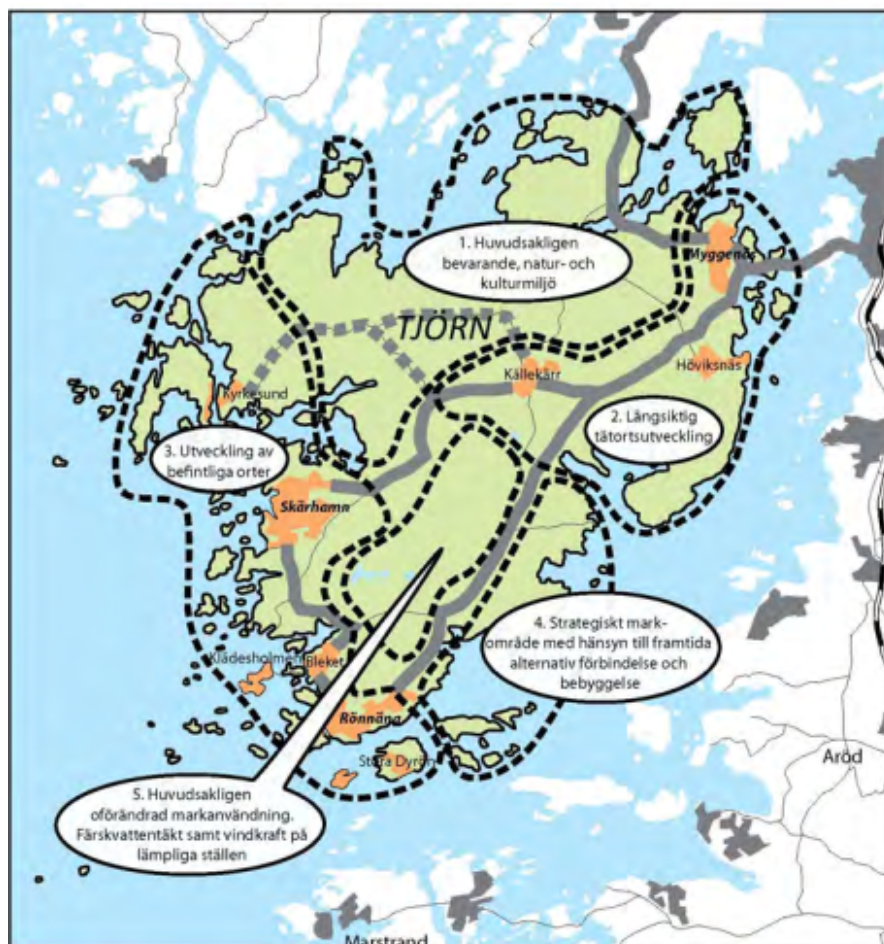 1. Huvudsakligen
bevarande, natur- och
kulturmiljö
Myggenäs
TJÖRN
Källekärr
Höviksnäs
Kyrkesund
2. Långsiktig
tätortsutveckling
3. Utveckling av
befintliga orter
Skärhamn
4. Strategiskt mark-
område med hänsyn till framtida
alternativ förbindelse och
bebyggelse
Klädesholmen
Bleket
Rönnäng
Stora Dyrön
Aröd
5. Huvudsakligen
oförändrad markanvändning.
Färskvattentäkt samt vindkraft på
lämpliga ställen
Marstrand